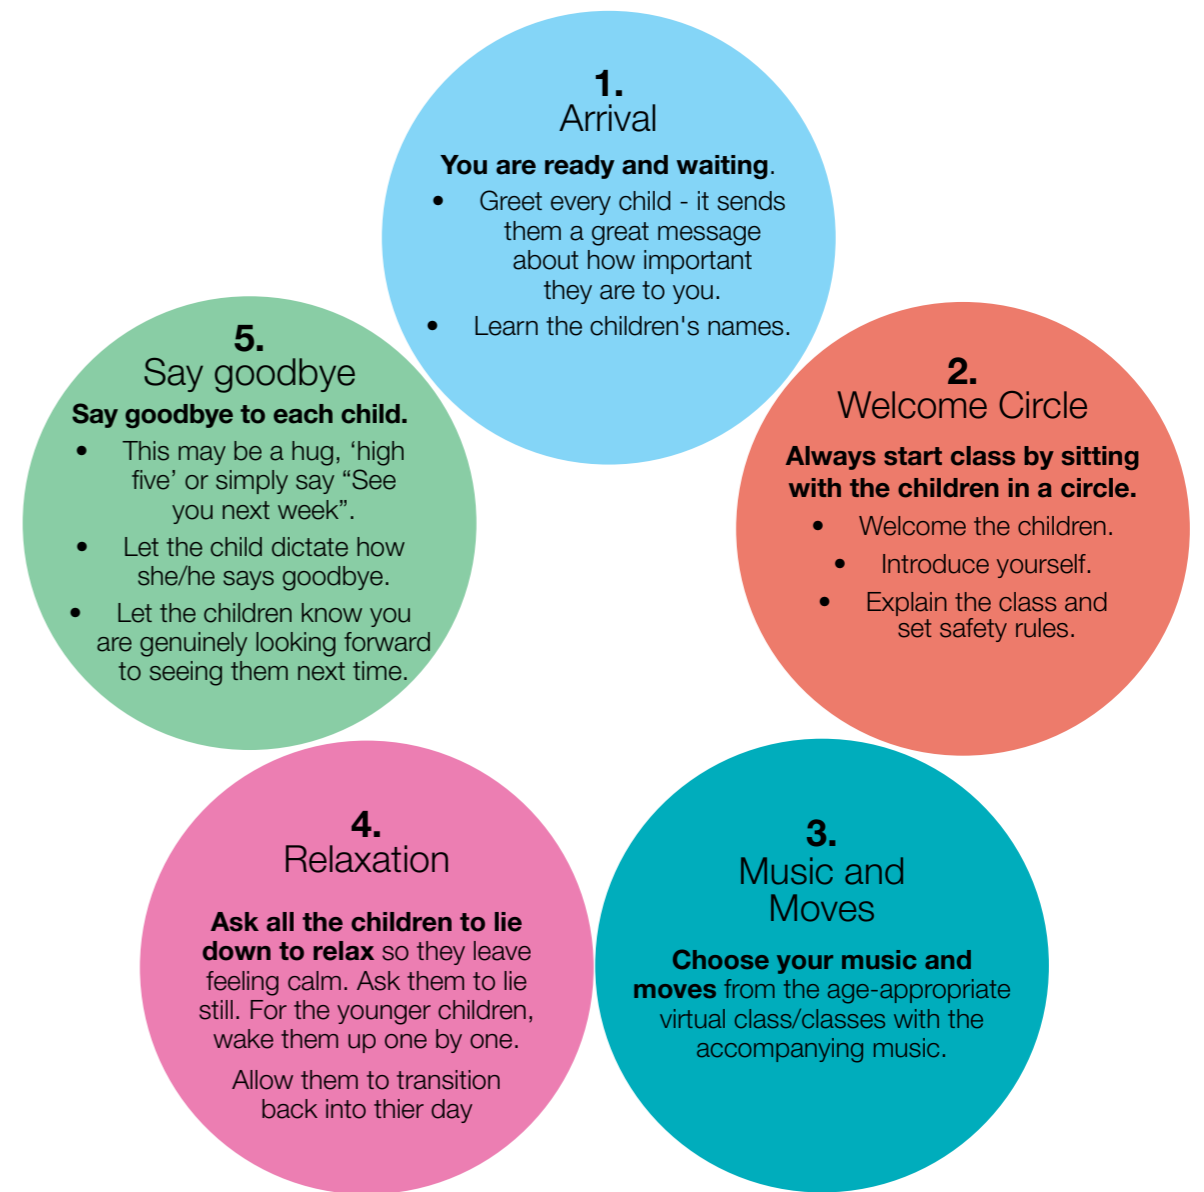 1.
Arrival
You are ready and waiting.
• Greet every child - it sends
them a great message
about how important
they are to you.
• Learn the children's names.
2.
Welcome Circle
Always start class by sitting
with the children in a circle.
• Welcome the children.
• Introduce yourself.
• Explain the class and
set safety rules.
3.
Music and
Moves
Choose your music and
moves from the age-appropriate
virtual class/classes with the
accompanying music.
4.
Relaxation
Ask all the children to lie
down to relax so they leave
feeling calm. Ask them to lie
still. For the younger children,
wake them up one by one.
Allow them to transition
back into thier day
5.
Say goodbye
Say goodbye to each child.
• This may be a hug, ‘high
five’ or simply say “See
you next week”.
• Let the child dictate how
she/he says goodbye.
• Let the children know you
are genuinely looking forward
to seeing them next time.